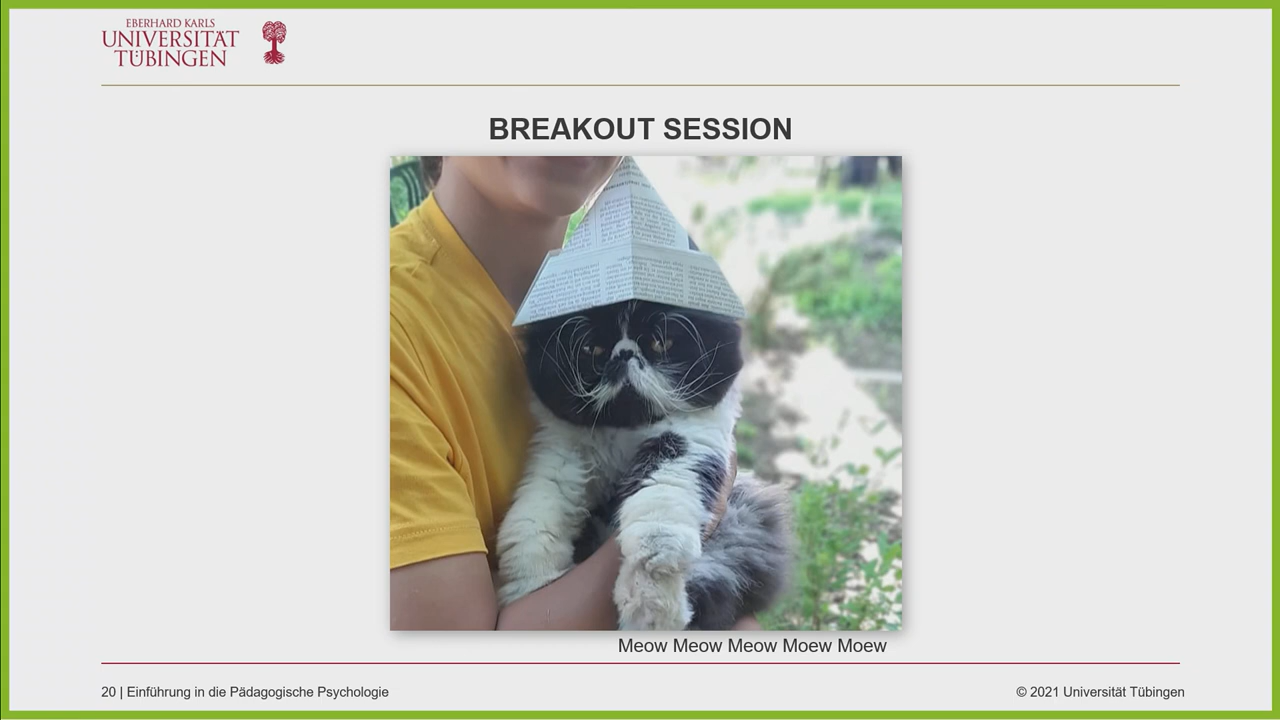 EBERHARD KARLS
UNIVERSITÄT
TÜBINGEN
BREAKOUT SESSION
Meow Meow Meow Moew Moew
20 | Einführung in die Pädagogische Psychologie
© 2021 Universität Tübingen